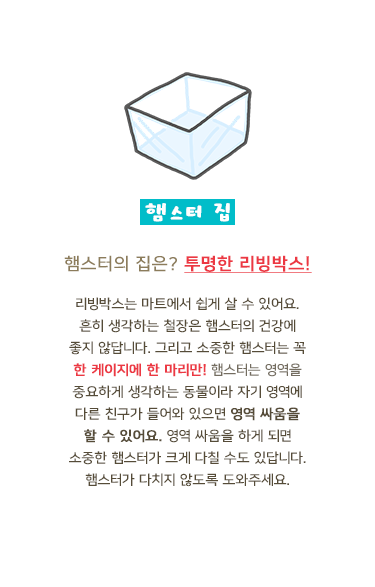 햄스터 집
햄스터의 집은? 투명한 리빙박스!
리빙박스는 마트에서 쉽게 살 수 있어요.
흔히 생각하는 철장은 햄스터의 건강에
좋지 않답니다. 그리고 소중한 햄스터는 꼭
한 케이지에 한 마리만! 햄스터는 영역을
중요하게 생각하는 동물이라 자기 영역에
다른 친구가 들어와 있으면 영역 싸움을
할 수 있어요. 영역 싸움을 하게 되면
소중한 햄스터가 크게 다칠 수도 있답니다.
햄스터가 다치지 않도록 도와주세요.